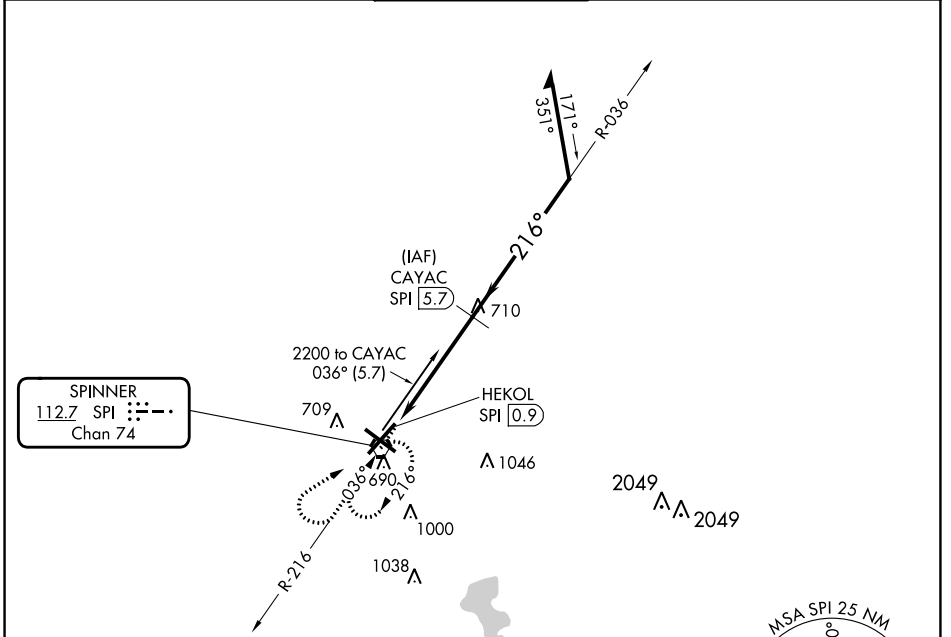 171°
351°
R-036
216°
(IAF)
CAYAC
SPI 5.7
710
2200 to CAYAC
036° (5.7)
HEKOL
SPI 0.9
SPINNER
112.7 SPI
Chan 74
709
1046
036°
690
216°
2049
2049
1000
1038
R-216
MSA SPI 25 NM
0°